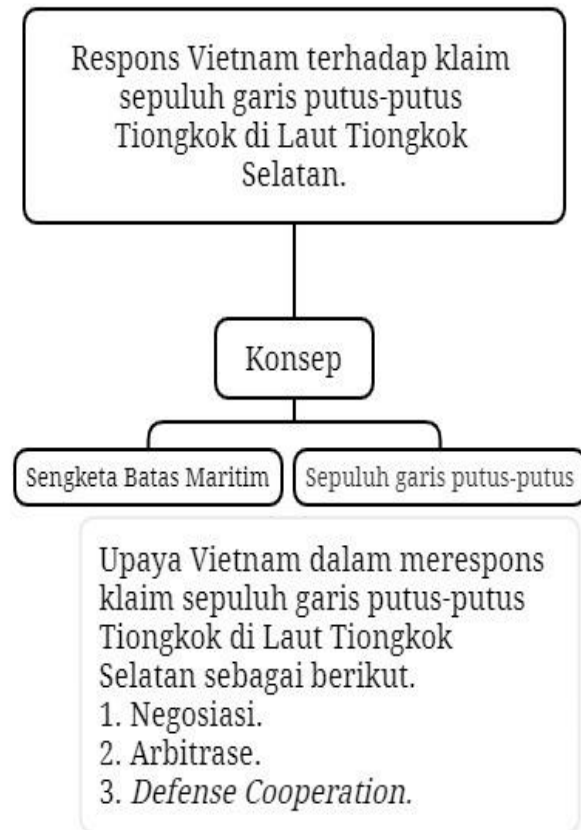 Respons Vietnam terhadap klaim
sepuluh garis putus-putus
Tiongkok di Laut Tiongkok
Selatan.
Konsep
Sengketa Batas Maritim
Sepuluh garis putus-putus
Upaya Vietnam dalam merespons
klaim sepuluh garis putus-putus
Tiongkok di Laut Tiongkok
Selatan sebagai berikut.
1. Negosiasi.
2. Arbitrase.
3. Defense Cooperation.